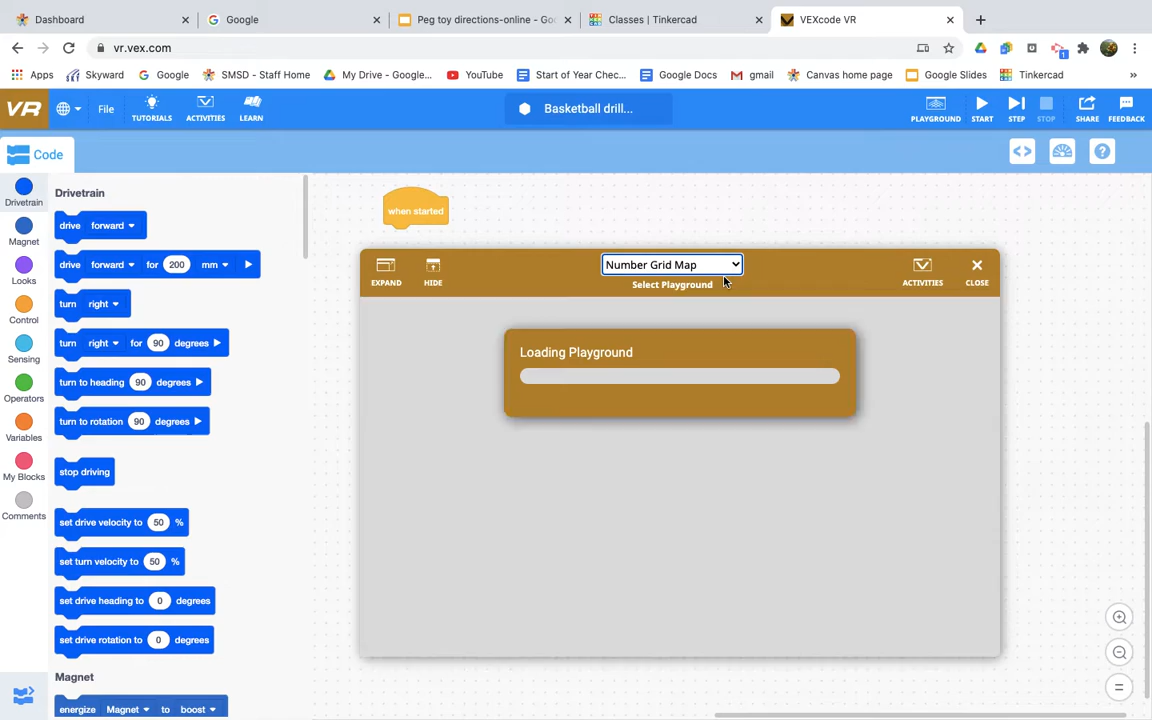 Dashboard
Google
Peg toy directions-online - Goo
Classes | Tinkercad
VEXcode VR
vr.vex.com
1
Apps
Skyward
Google
SMSD - Staff Home
My Drive - Google...
YouTube
Start of Year Chec...
Google Docs
gmail
Canvas home page
Google Slides
Tinkercad
»
VR
File
TUTORIALS
ACTIVITIES
LEARN
Basketball drill...
PLAYGROUND
START
STEP
STOP
SHARE
FEEDBACK
Code
<>
?
Drivetrain
Magnet
Looks
Control
Sensing
Operators
Variables
My Blocks
Comments
Drivetrain
drive forward
drive forward for 200 mm
turn right
turn right for 90 degrees
turn to heading 90 degrees
turn to rotation 90 degrees
stop driving
set drive velocity to 50 %
set turn velocity to 50 %
set drive heading to 0 degrees
set drive rotation to 0 degrees
Magnet
energize Magnet to boost
when started
EXPAND
HIDE
Number Grid Map
Select Playground
ACTIVITIES
CLOSE
Loading Playground